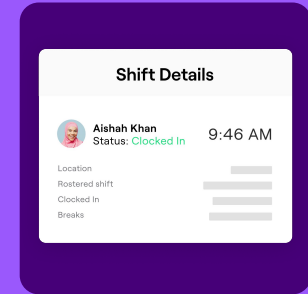 Shift Details
Aishah Khan
Status: Clocked In
9:46 AM
Location
Rostered shift
Clocked In
Breaks